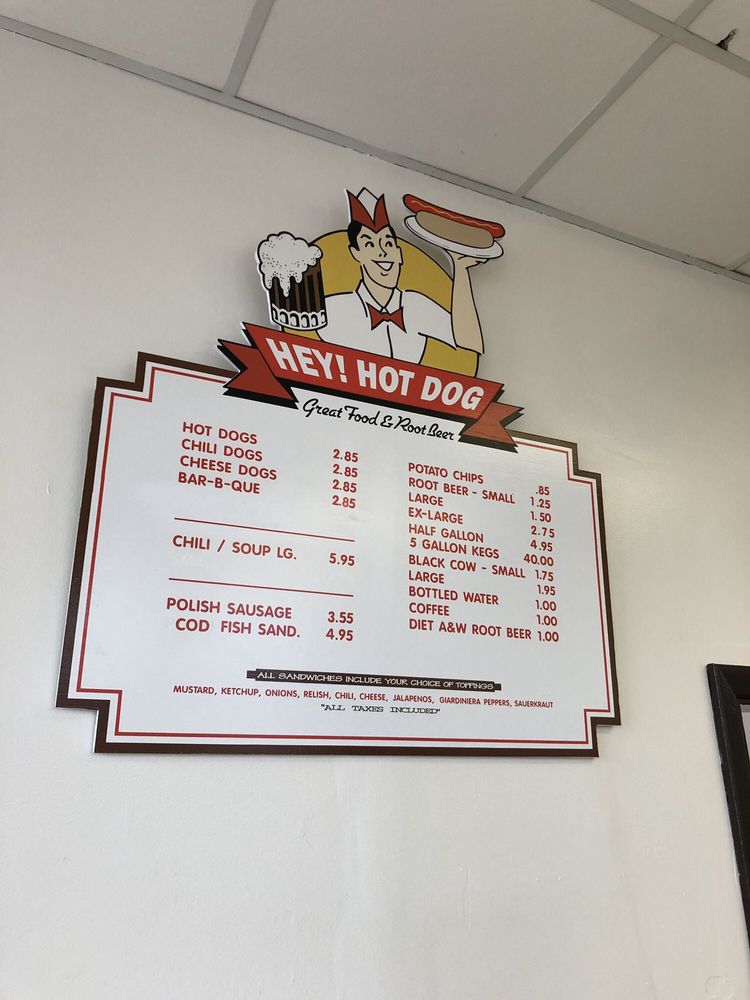 HEY! HOT DOG
Great Food & Root Beer
HOT DOGS 2.85
CHILI DOGS 2.85
CHEESE DOGS 2.85
BAR-B-QUE 2.85
CHILI / SOUP LG. 5.95
POLISH SAUSAGE 3.55
COD FISH SAND. 4.95
POTATO CHIPS .85
ROOT BEER - SMALL 1.25
LARGE 1.50
EX-LARGE 2.75
HALF GALLON 4.95
5 GALLON KEGS 40.00
BLACK COW - SMALL 1.75
LARGE 1.95
BOTTLED WATER 1.00
COFFEE 1.00
DIET A&W ROOT BEER 1.00
ALL SANDWICHES INCLUDE YOUR CHOICE OF TOPPINGS
MUSTARD, KETCHUP, ONIONS, RELISH, CHILI, CHEESE, JALAPENOS, GIARDINIERA PEPPERS, SAUERKRAUT
"ALL TAXES INCLUDED"